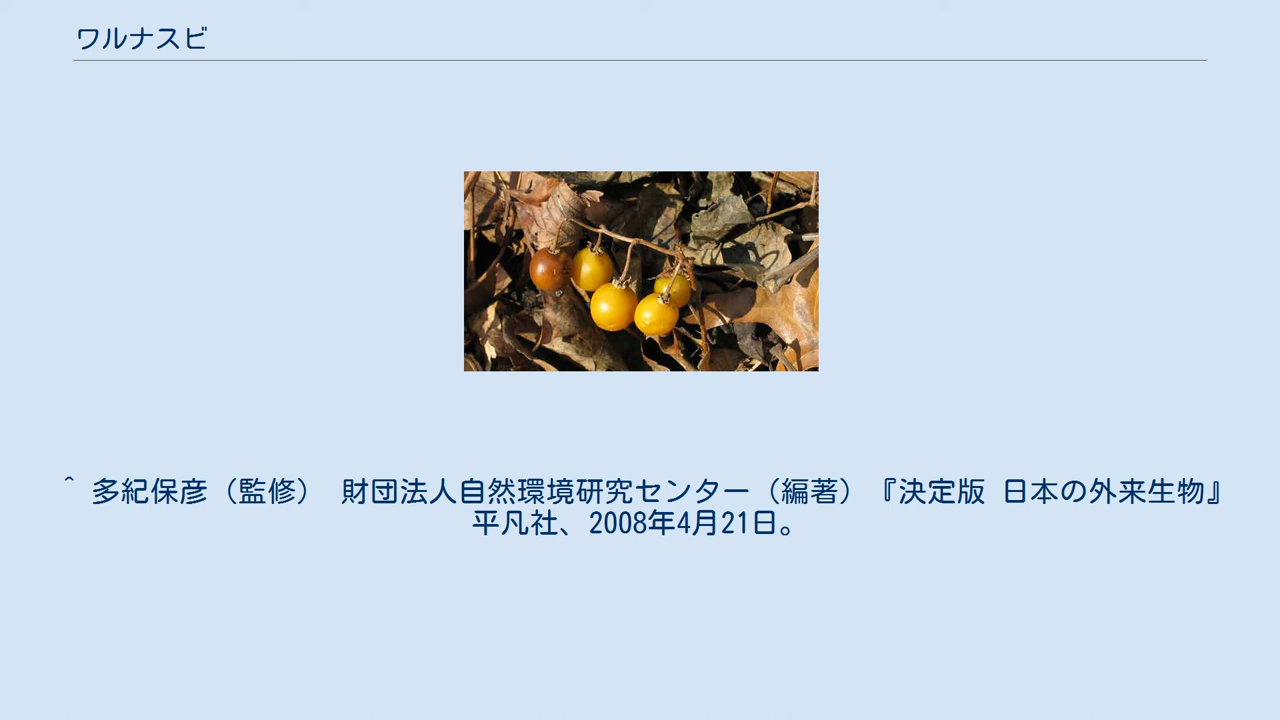 ワルナスビ
^ 多紀保彦（監修） 財団法人自然環境研究センター（編著）『決定版 日本の外来生物』
平凡社、2008年4月21日。